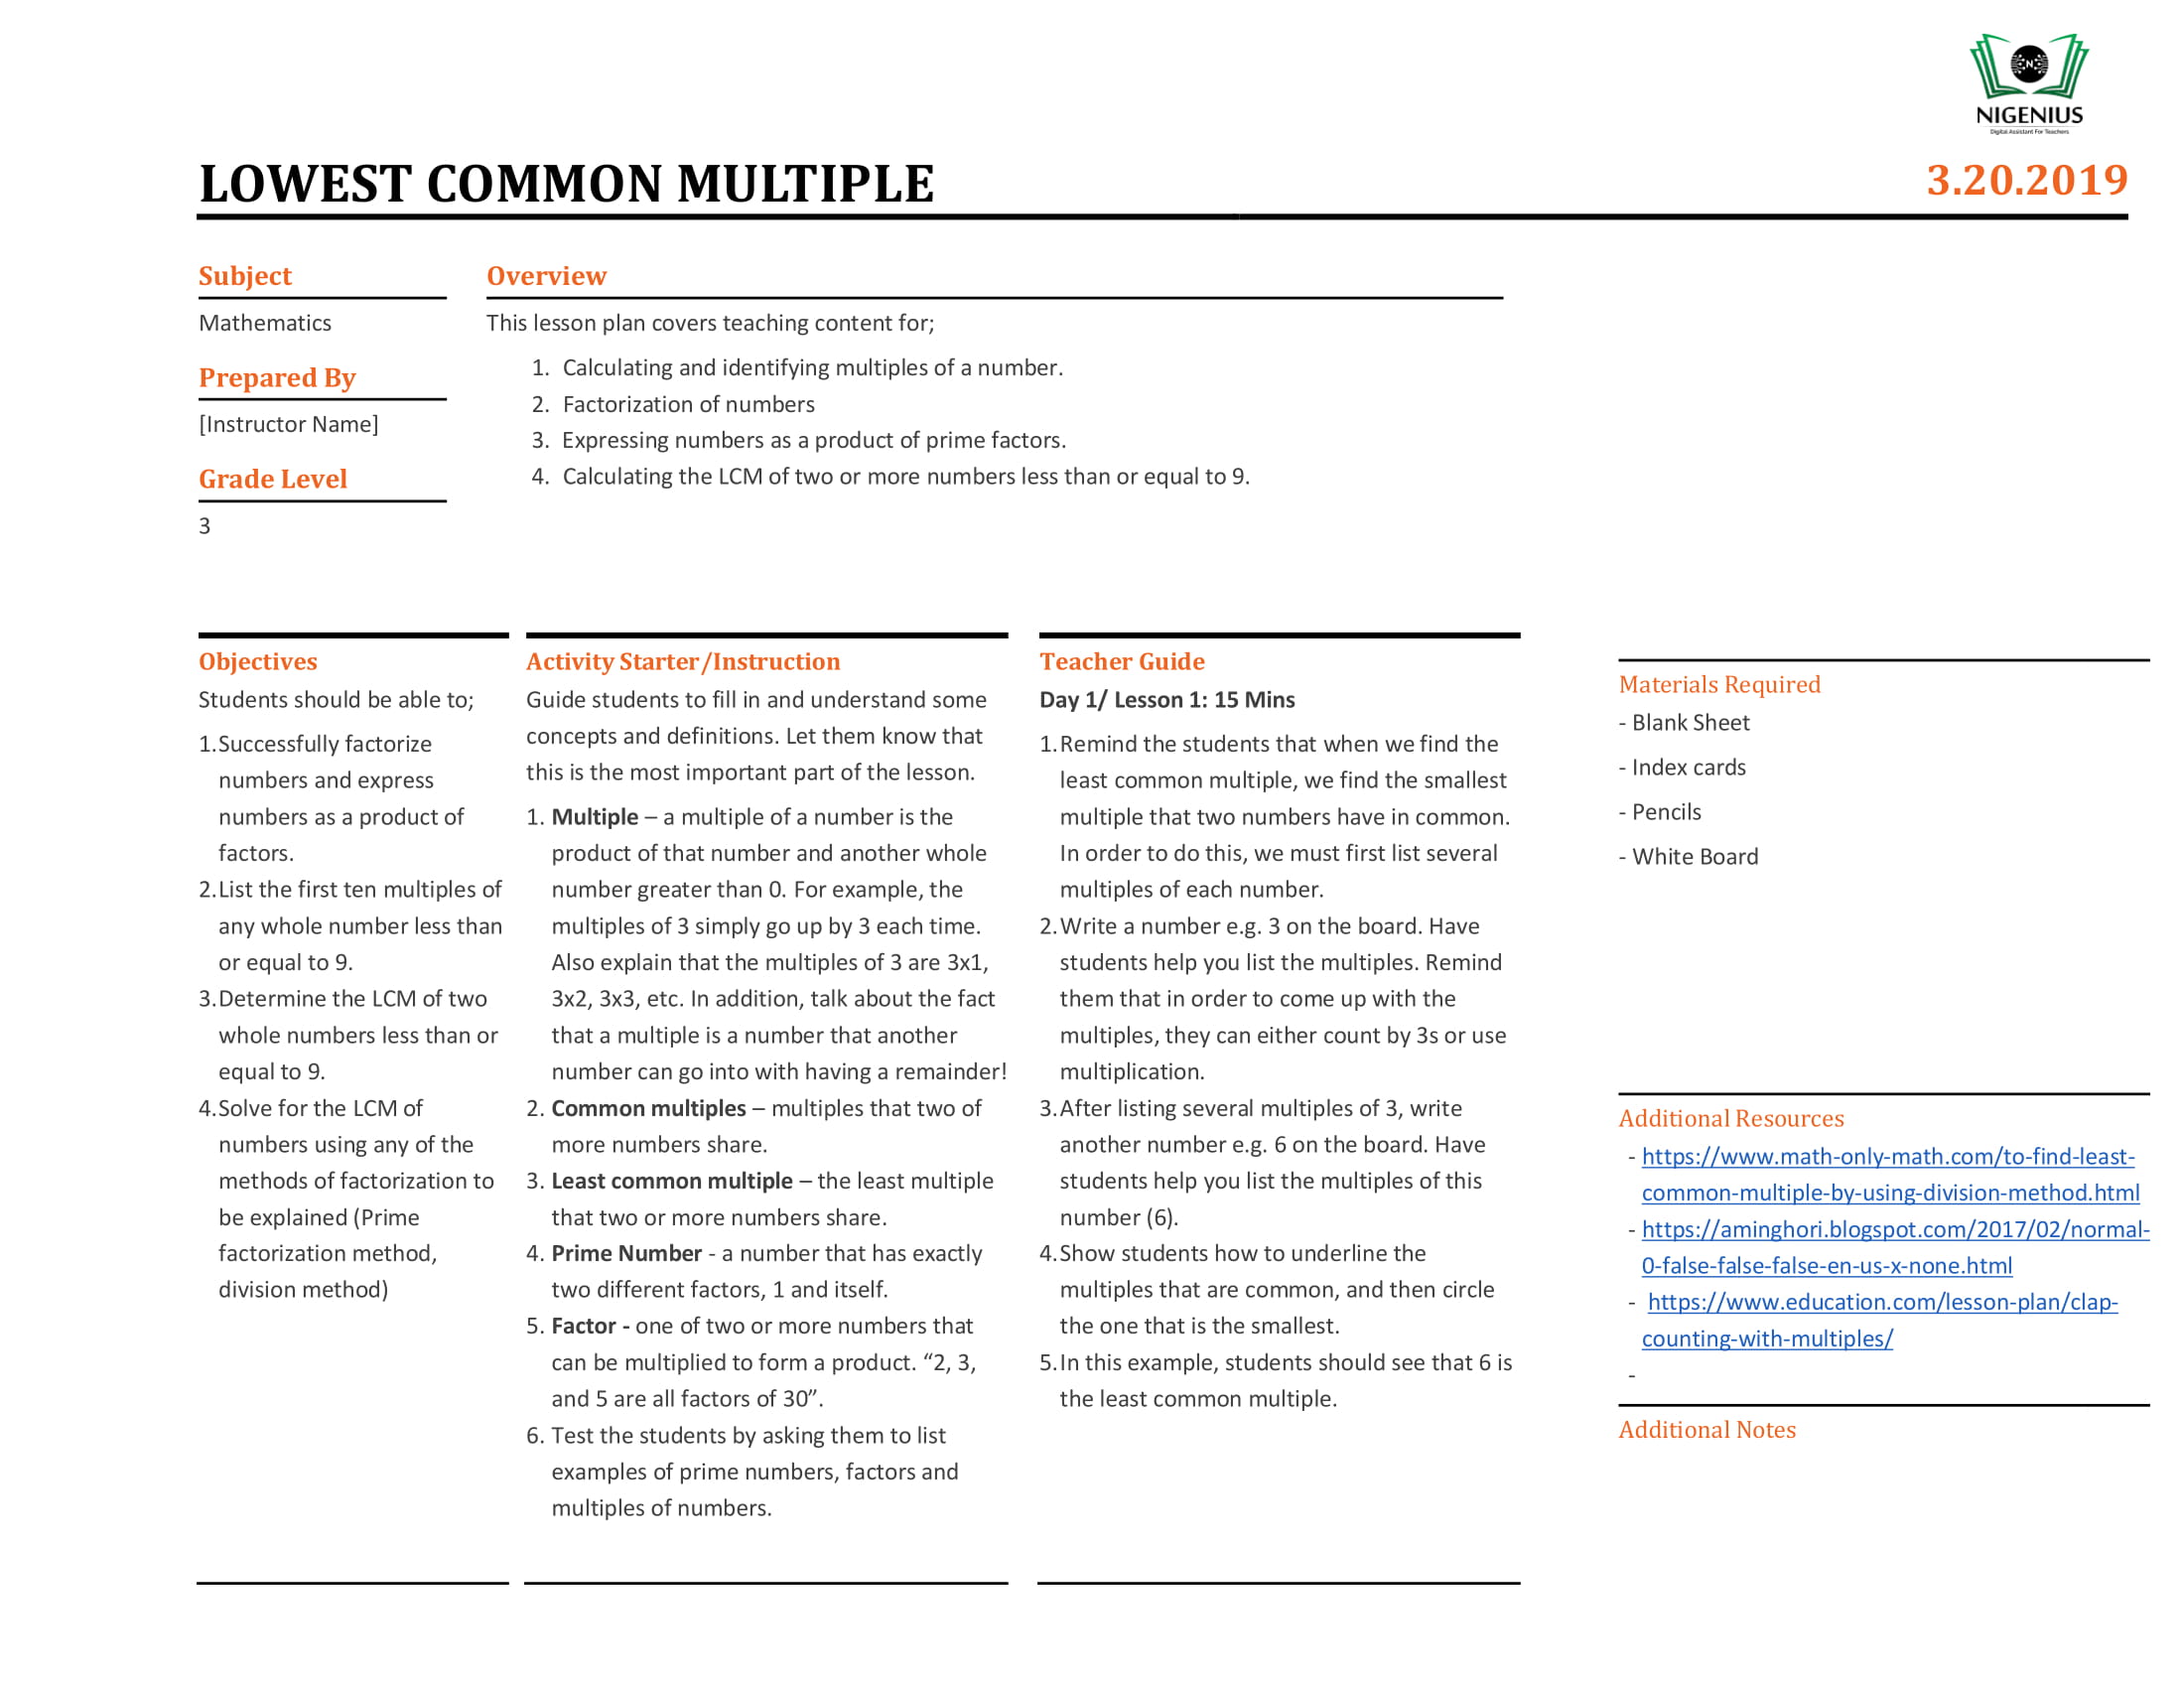 NIGENIUS
Digital Assistant For Teachers
LOWEST COMMON MULTIPLE
3.20.2019
Subject
Mathematics
Prepared By
[Instructor Name]
Grade Level
3
Overview
This lesson plan covers teaching content for;
1. Calculating and identifying multiples of a number.
2. Factorization of numbers
3. Expressing numbers as a product of prime factors.
4. Calculating the LCM of two or more numbers less than or equal to 9.
Objectives
Students should be able to;
1.Successfully factorize
numbers and express
numbers as a product of
factors.
2.List the first ten multiples of
any whole number less than
or equal to 9.
3.Determine the LCM of two
whole numbers less than or
equal to 9.
4.Solve for the LCM of
numbers using any of the
methods of factorization to
be explained (Prime
factorization method,
division method)
Activity Starter/Instruction
Guide students to fill in and understand some
concepts and definitions. Let them know that
this is the most important part of the lesson.
1. Multiple – a multiple of a number is the
product of that number and another whole
number greater than 0. For example, the
multiples of 3 simply go up by 3 each time.
Also explain that the multiples of 3 are 3x1,
3x2, 3x3, etc. In addition, talk about the fact
that a multiple is a number that another
number can go into with having a remainder!
2. Common multiples – multiples that two of
more numbers share.
3. Least common multiple – the least multiple
that two or more numbers share.
4. Prime Number - a number that has exactly
two different factors, 1 and itself.
5. Factor - one of two or more numbers that
can be multiplied to form a product. “2, 3,
and 5 are all factors of 30”.
6. Test the students by asking them to list
examples of prime numbers, factors and
multiples of numbers.
Teacher Guide
Day 1/ Lesson 1: 15 Mins
1.Remind the students that when we find the
least common multiple, we find the smallest
multiple that two numbers have in common.
In order to do this, we must first list several
multiples of each number.
2.Write a number e.g. 3 on the board. Have
students help you list the multiples. Remind
them that in order to come up with the
multiples, they can either count by 3s or use
multiplication.
3.After listing several multiples of 3, write
another number e.g. 6 on the board. Have
students help you list the multiples of this
number (6).
4.Show students how to underline the
multiples that are common, and then circle
the one that is the smallest.
5.In this example, students should see that 6 is
the least common multiple.
Materials Required
- Blank Sheet
- Index cards
- Pencils
- White Board
Additional Resources
- https://www.math-only-math.com/to-find-least-
common-multiple-by-using-division-method.html
- https://aminghori.blogspot.com/2017/02/normal-
0-false-false-false-en-us-x-none.html
- https://www.education.com/lesson-plan/clap-
counting-with-multiples/
-
Additional Notes